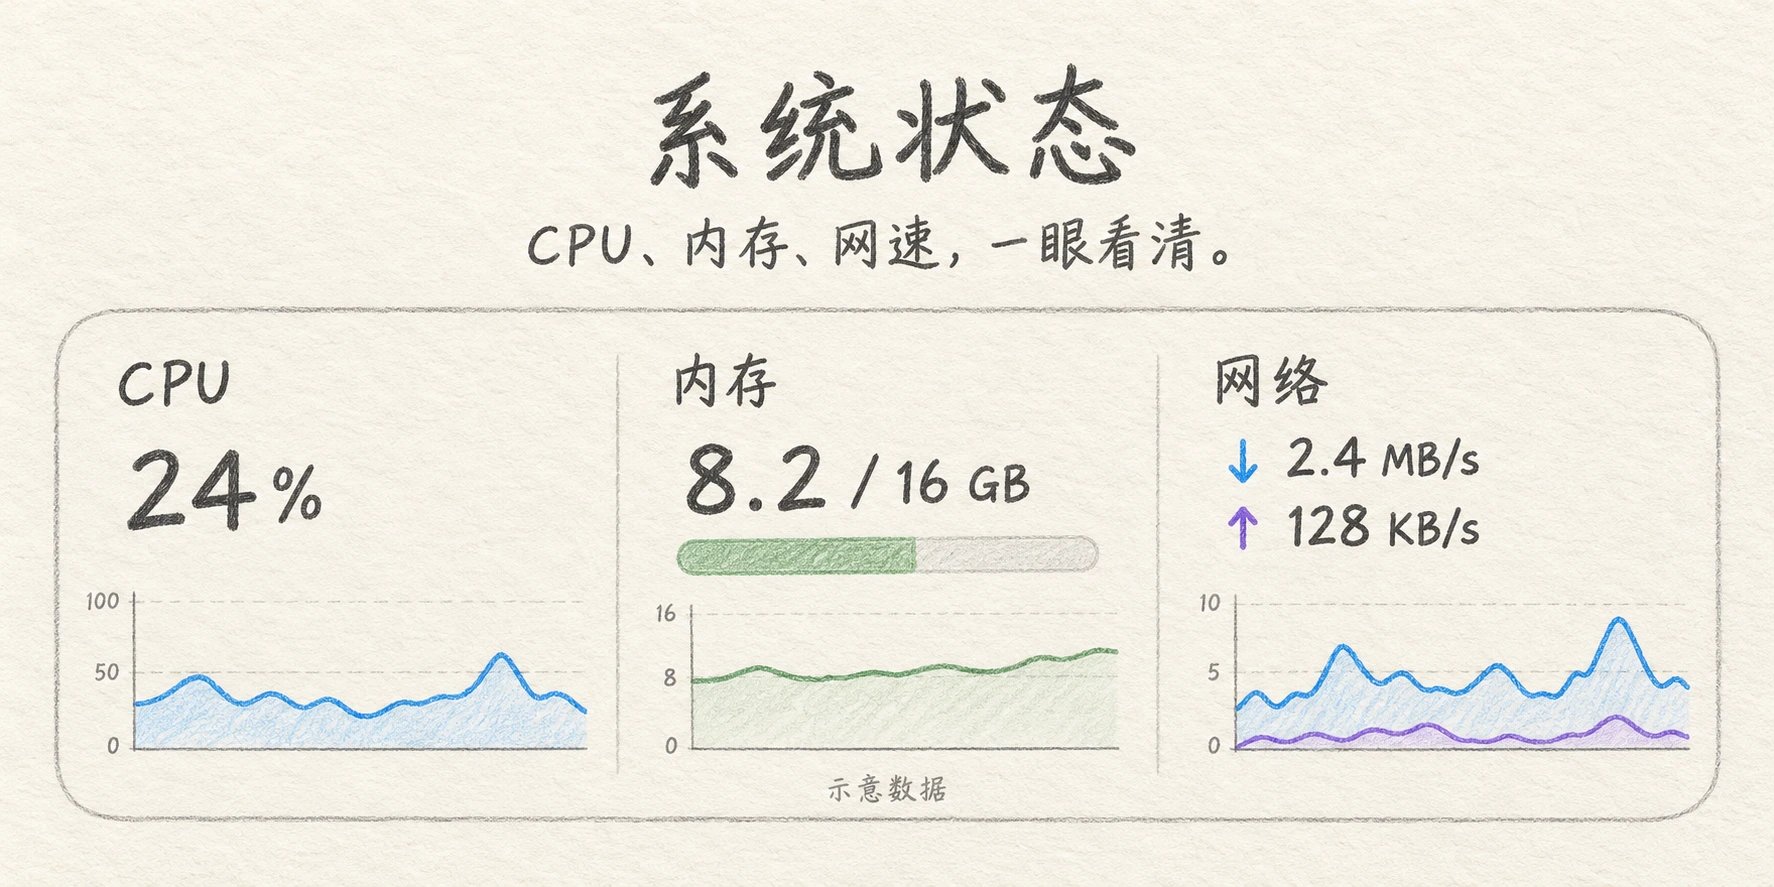 系统状态
CPU、内存、网速，一眼看清。
CPU
24%
100
50
0
内存
8.2 / 16 GB
16
8
0
网络
↓ 2.4 MB/s
↑ 128 KB/s
10
5
0
示意数据